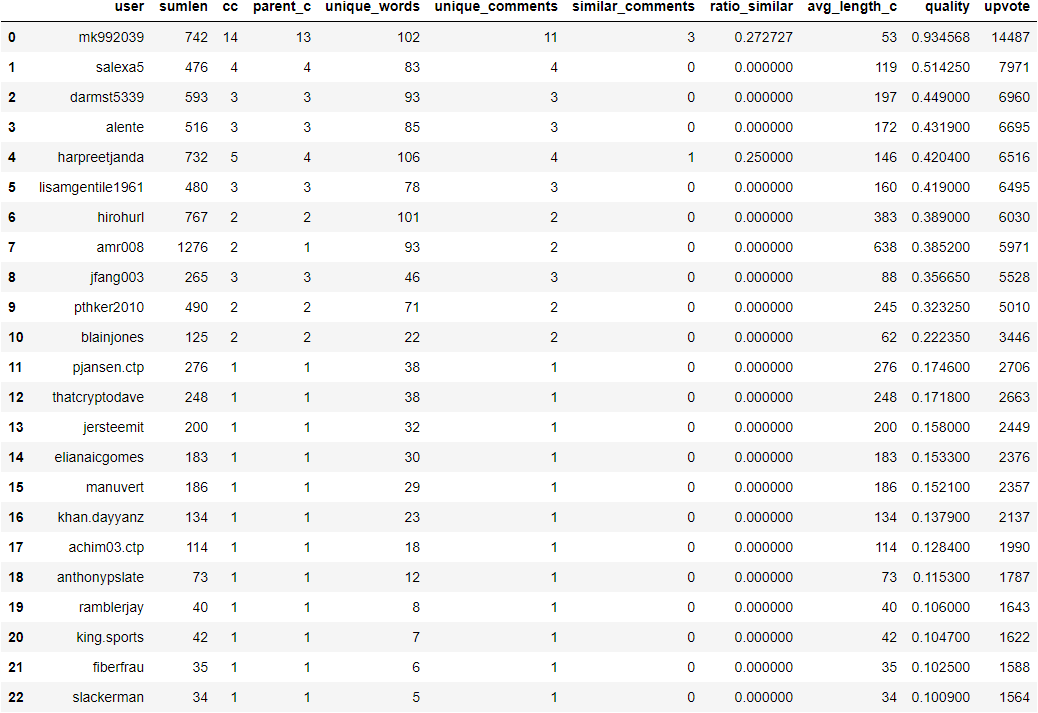 user sumlen cc parent_c unique_words unique_comments similar_comments ratio_similar avg_length_c quality upvote
0 mk992039 742 14 13 102 11 3 0.272727 53 0.934568 14487
1 salexa5 476 4 4 83 4 0 0.000000 119 0.514250 7971
2 darmst5339 593 3 3 93 3 0 0.000000 197 0.449000 6960
3 alente 516 3 3 85 3 0 0.000000 172 0.431900 6695
4 harpreetjanda 732 5 4 106 4 1 0.250000 146 0.420400 6516
5 lisamgentile1961 480 3 3 78 3 0 0.000000 160 0.419000 6495
6 hirohurl 767 2 2 101 2 0 0.000000 383 0.389000 6030
7 amr008 1276 2 1 93 2 0 0.000000 638 0.385200 5971
8 jfang003 265 3 3 46 3 0 0.000000 88 0.356650 5528
9 pthker2010 490 2 2 71 2 0 0.000000 245 0.323250 5010
10 blainjones 125 2 2 22 2 0 0.000000 62 0.222350 3446
11 pjansen.ctp 276 1 1 38 1 0 0.000000 276 0.174600 2706
12 thatcryptodave 248 1 1 38 1 0 0.000000 248 0.171800 2663
13 jersteemit 200 1 1 32 1 0 0.000000 200 0.158000 2449
14 elianaicgomes 183 1 1 30 1 0 0.000000 183 0.153300 2376
15 manuvert 186 1 1 29 1 0 0.000000 186 0.152100 2357
16 khan.dayyanz 134 1 1 23 1 0 0.000000 134 0.137900 2137
17 achim03.ctp 114 1 1 18 1 0 0.000000 114 0.128400 1990
18 anthonypslate 73 1 1 12 1 0 0.000000 73 0.115300 1787
19 ramblerjay 40 1 1 8 1 0 0.000000 40 0.106000 1643
20 king.sports 42 1 1 7 1 0 0.000000 42 0.104700 1622
21 fiberfrau 35 1 1 6 1 0 0.000000 35 0.102500 1588
22 slackerman 34 1 1 5 1 0 0.000000 34 0.100900 1564